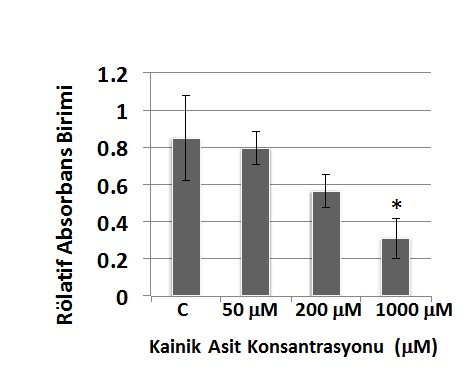 Rölatif Absorbans Birimi
1.2
1
0.8
0.6
0.4
0.2
0
*
C 50 µM 200 µM 1000 µM
Kainik Asit Konsantrasyonu (µM)